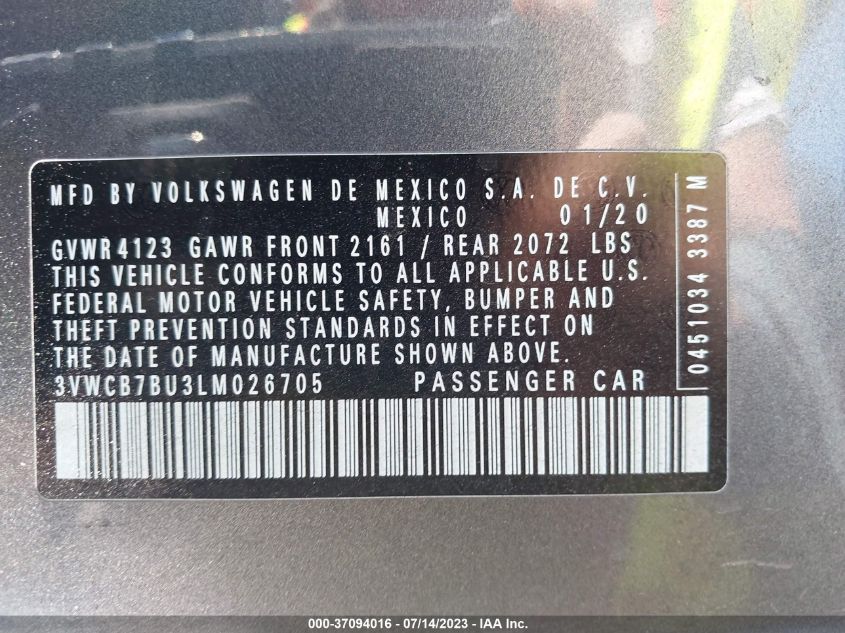 MFD BY VOLKSWAGEN DE MEXICO S.A. DE C.V.
MEXICO 01/20
GVWR 4123 GAWR FRONT 2161 / REAR 2072 LBS
THIS VEHICLE CONFORMS TO ALL APPLICABLE U.S.
FEDERAL MOTOR VEHICLE SAFETY, BUMPER AND
THEFT PREVENTION STANDARDS IN EFFECT ON
THE DATE OF MANUFACTURE SHOWN ABOVE.
3VWCB7BU3LM026705 PASSENGER CAR
0451034 3387 M
000-37094016 - 07/14/2023 - IAA Inc.